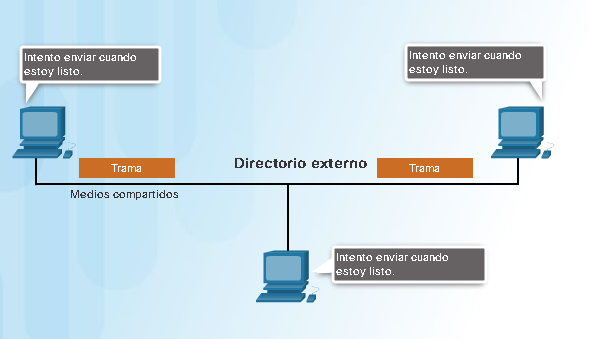 Intento enviar cuando
estoy listo.
Intento enviar cuando
estoy listo.
Trama
Directorio externo
Trama
Medios compartidos
Intento enviar cuando
estoy listo.